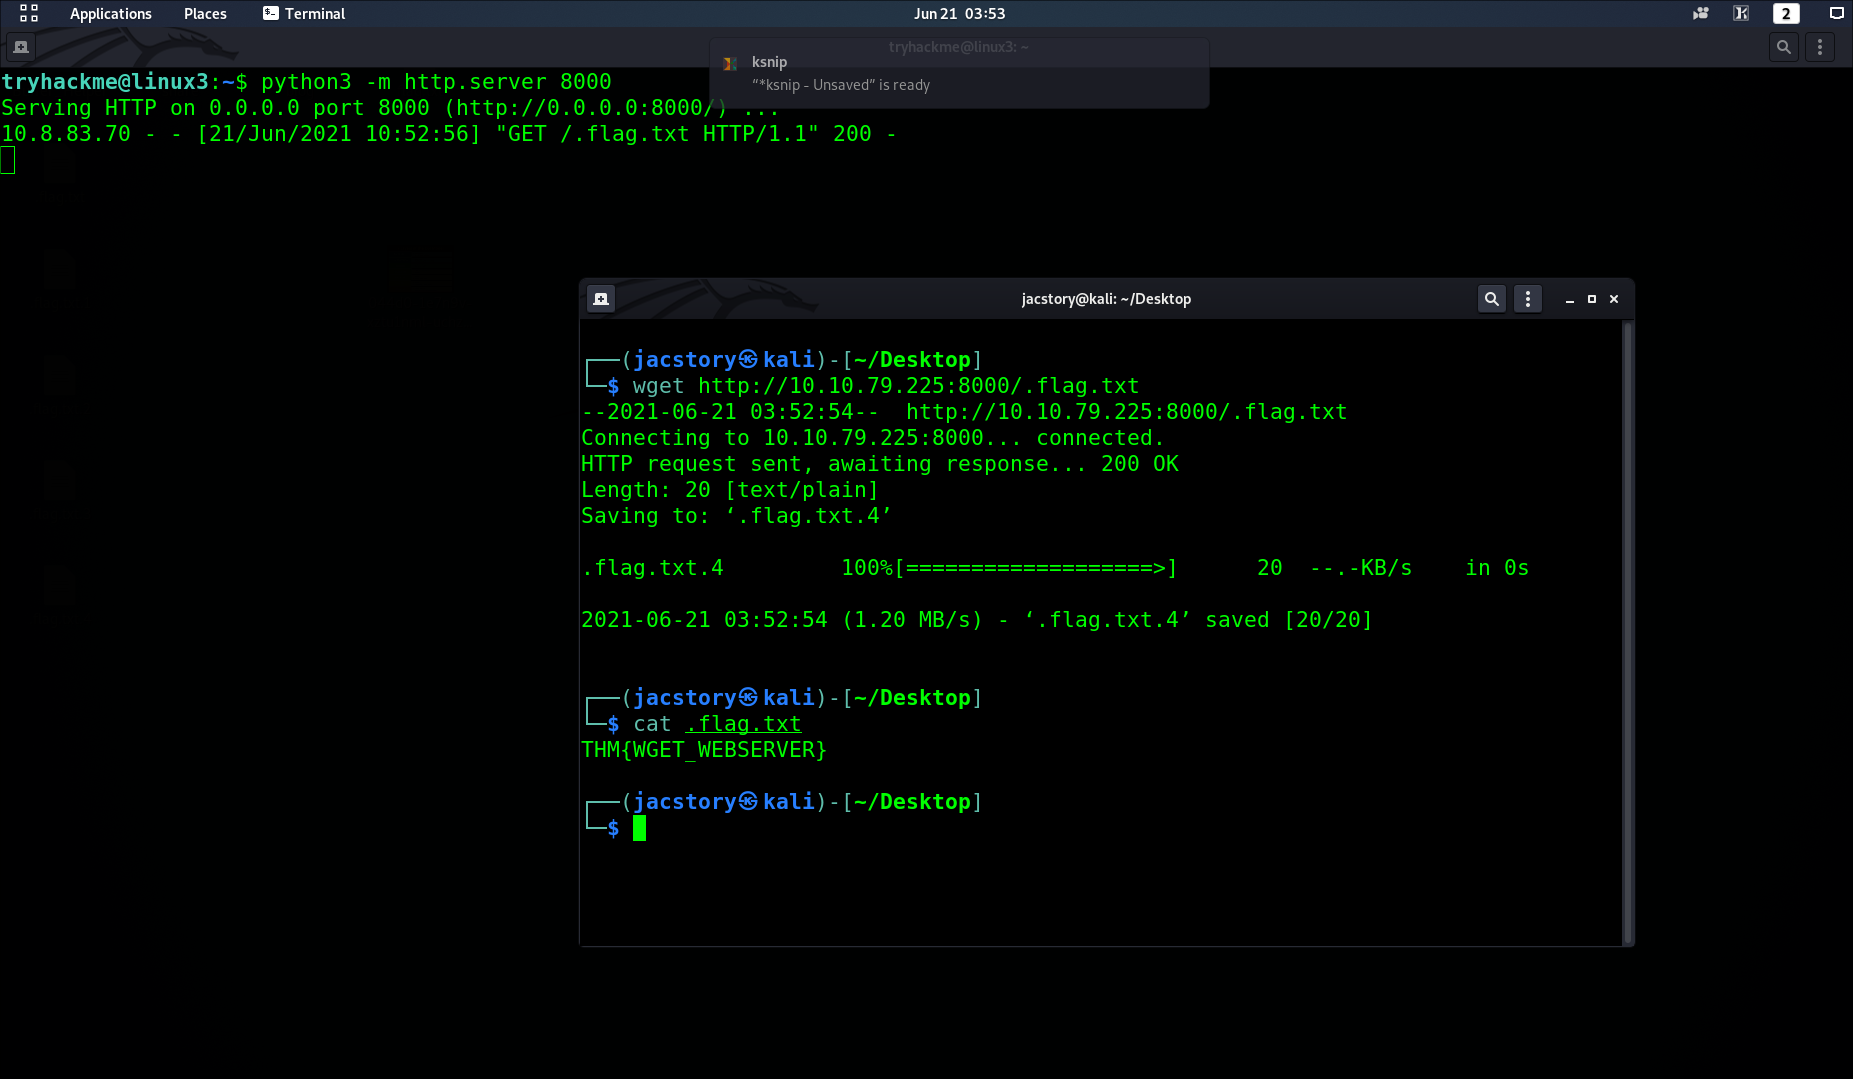 Applications Places Terminal Jun 21 03:53 2
tryhackme@linux3: ~
ksnip
“*ksnip - Unsaved” is ready
tryhackme@linux3:~$ python3 -m http.server 8000
Serving HTTP on 0.0.0.0 port 8000 (http://0.0.0.0:8000/) ...
10.8.83.70 - - [21/Jun/2021 10:52:56] "GET /.flag.txt HTTP/1.1" 200 -
jacstory@kali: ~/Desktop
┌──(jacstory㉿kali)-[~/Desktop]
└─$ wget http://10.10.79.225:8000/.flag.txt
--2021-06-21 03:52:54--  http://10.10.79.225:8000/.flag.txt
Connecting to 10.10.79.225:8000... connected.
HTTP request sent, awaiting response... 200 OK
Length: 20 [text/plain]
Saving to: ‘.flag.txt.4’
.flag.txt.4         100%[===================>]      20  --.-KB/s    in 0s
2021-06-21 03:52:54 (1.20 MB/s) - ‘.flag.txt.4’ saved [20/20]
┌──(jacstory㉿kali)-[~/Desktop]
└─$ cat .flag.txt
THM{WGET_WEBSERVER}
┌──(jacstory㉿kali)-[~/Desktop]
└─$